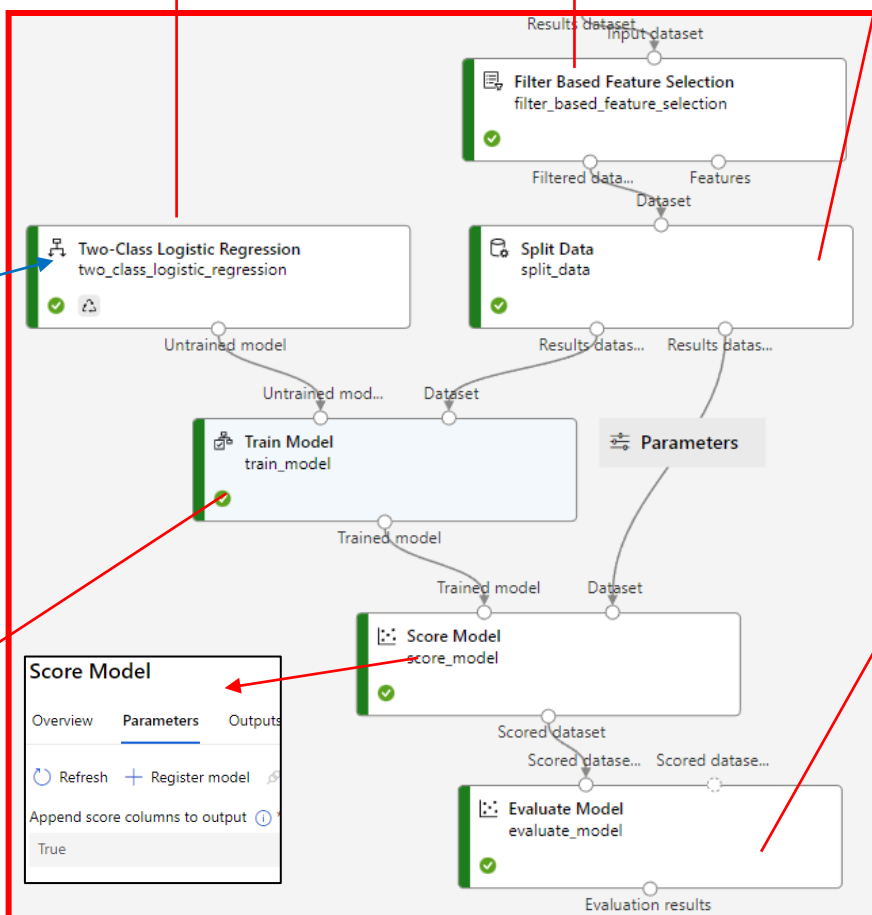 Results dataset
Input dataset
Filter Based Feature Selection
filter_based_feature_selection
Filtered data...
Features
Dataset
Two-Class Logistic Regression
two_class_logistic_regression
Split Data
split_data
Untrained model
Results datas...
Results datas...
Untrained mod...
Dataset
Train Model
train_model
Parameters
Trained model
Trained model
Dataset
Score Model
score_model
Score Model
Overview
Parameters
Outputs
Refresh
+ Register model
Append score columns to output
True
Scored dataset
Scored datase...
Scored datase...
Evaluate Model
evaluate_model
Evaluation results